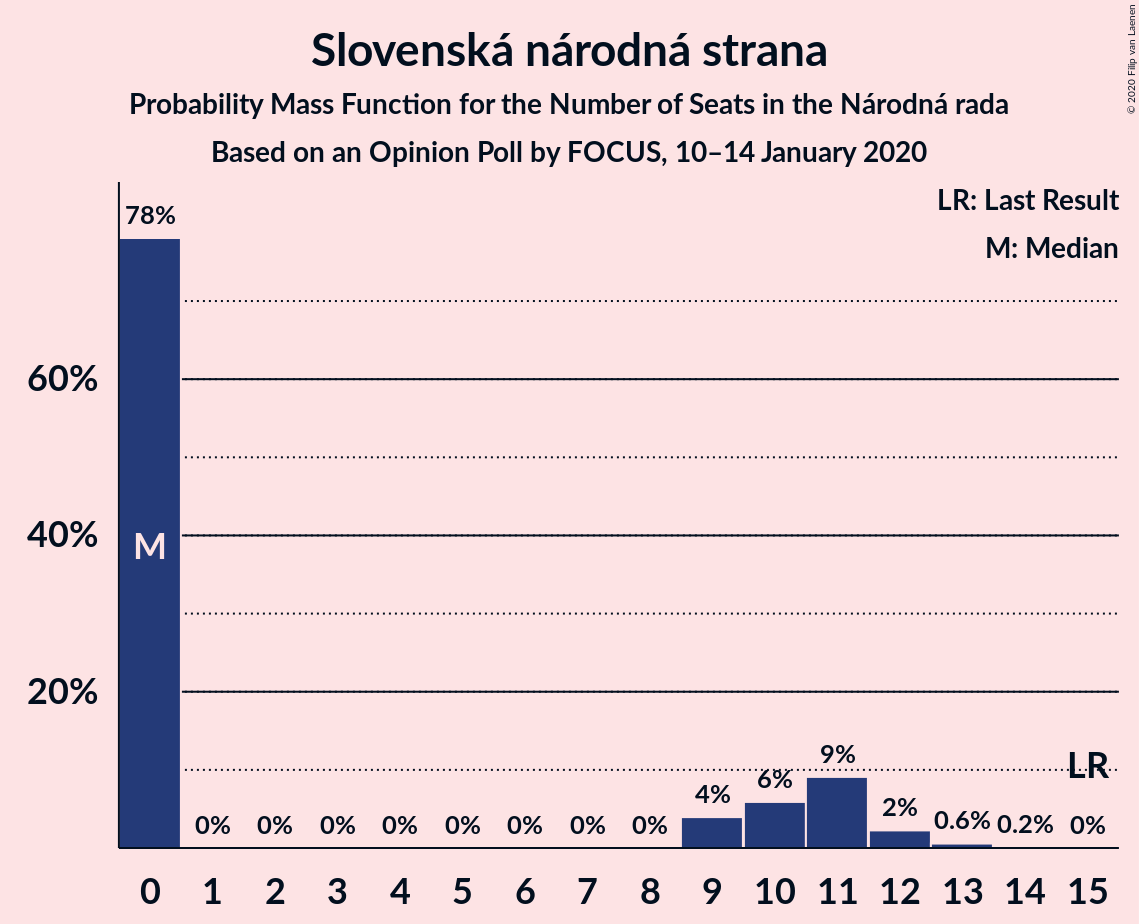 Slovenská národná strana
Probability Mass Function for the Number of Seats in the Národná rada
Based on an Opinion Poll by FOCUS, 10–14 January 2020
© 2020 Filip van Laenen
LR: Last Result
M: Median
78%
60%
40%
20%
M
0% 0% 0% 0% 0% 0% 0% 0% 4% 6% 9% 2% 0.6% 0.2% 0%
LR
0 1 2 3 4 5 6 7 8 9 10 11 12 13 14 15